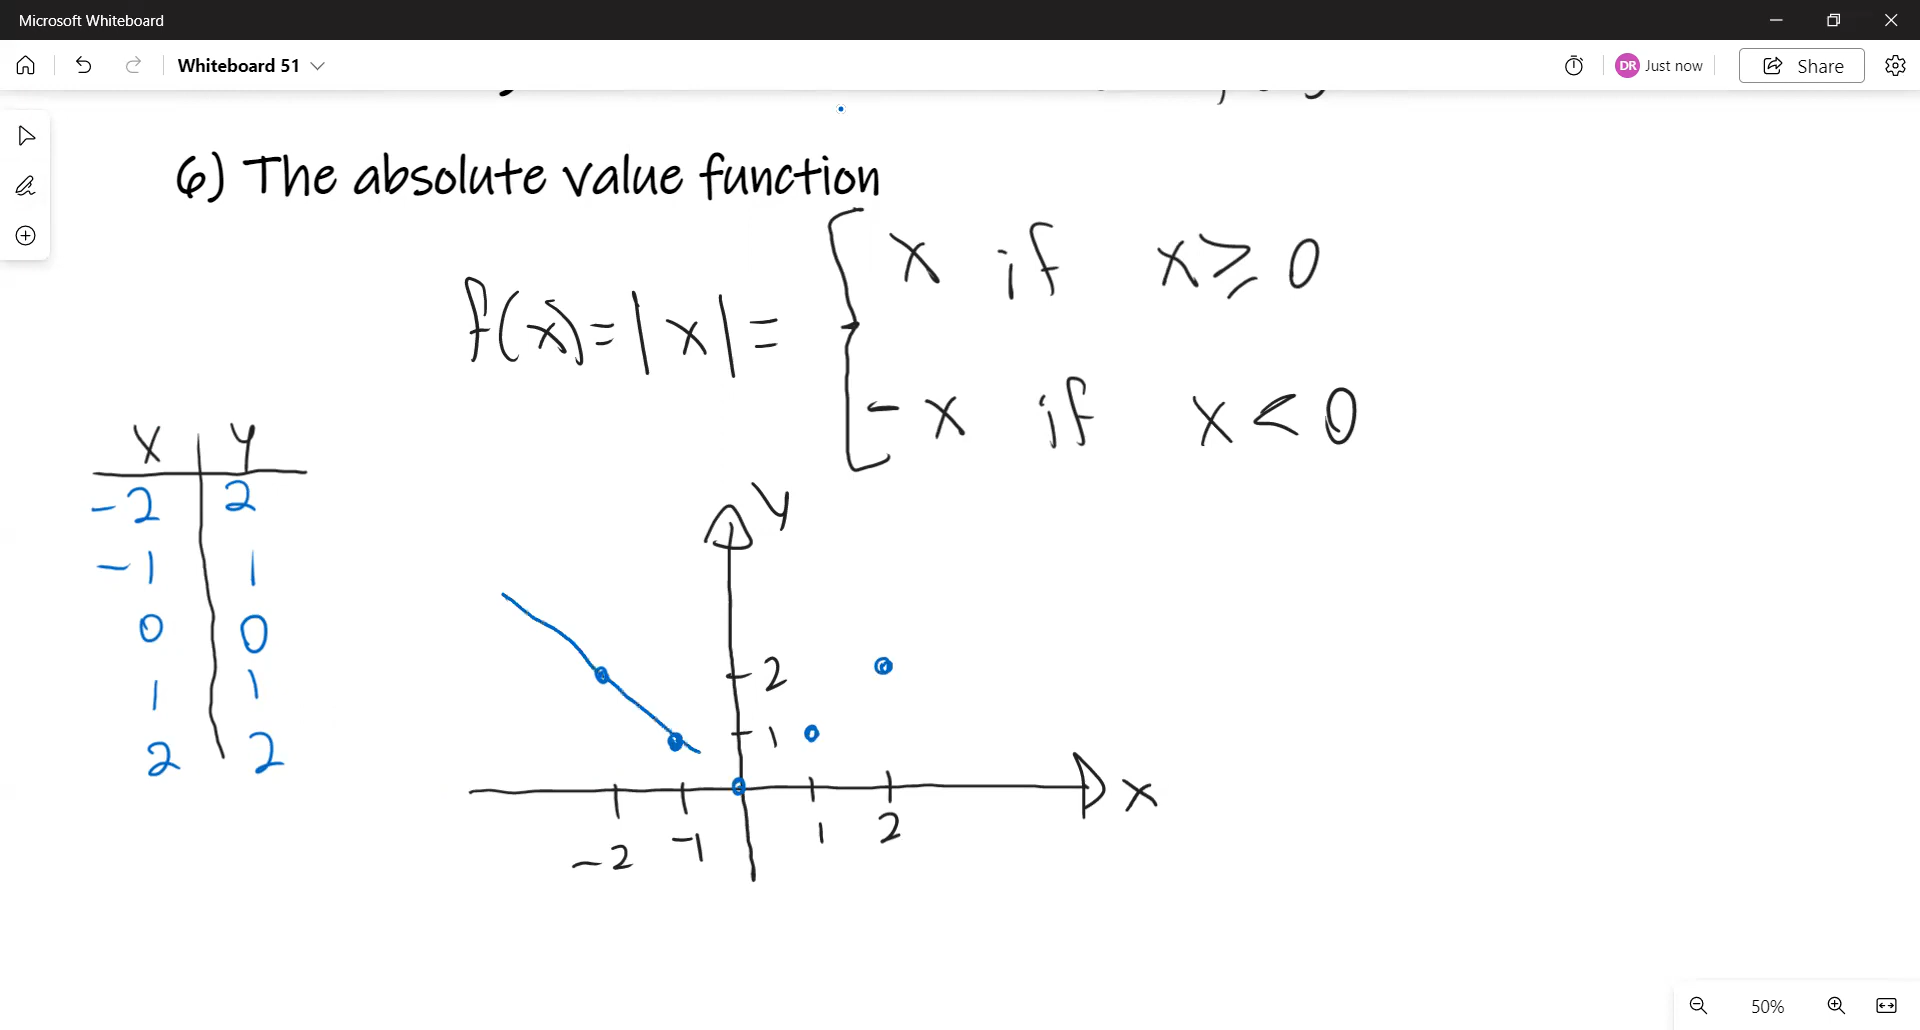 Microsoft Whiteboard
Whiteboard 51
DR Just now
Share
6) The absolute value function
f(x)=|x|=
x if x≥0
-x if x<0
x y
-2 2
-1 1
0 0
1 1
2 2
y
2
1
x
-2 -1 1 2
50%